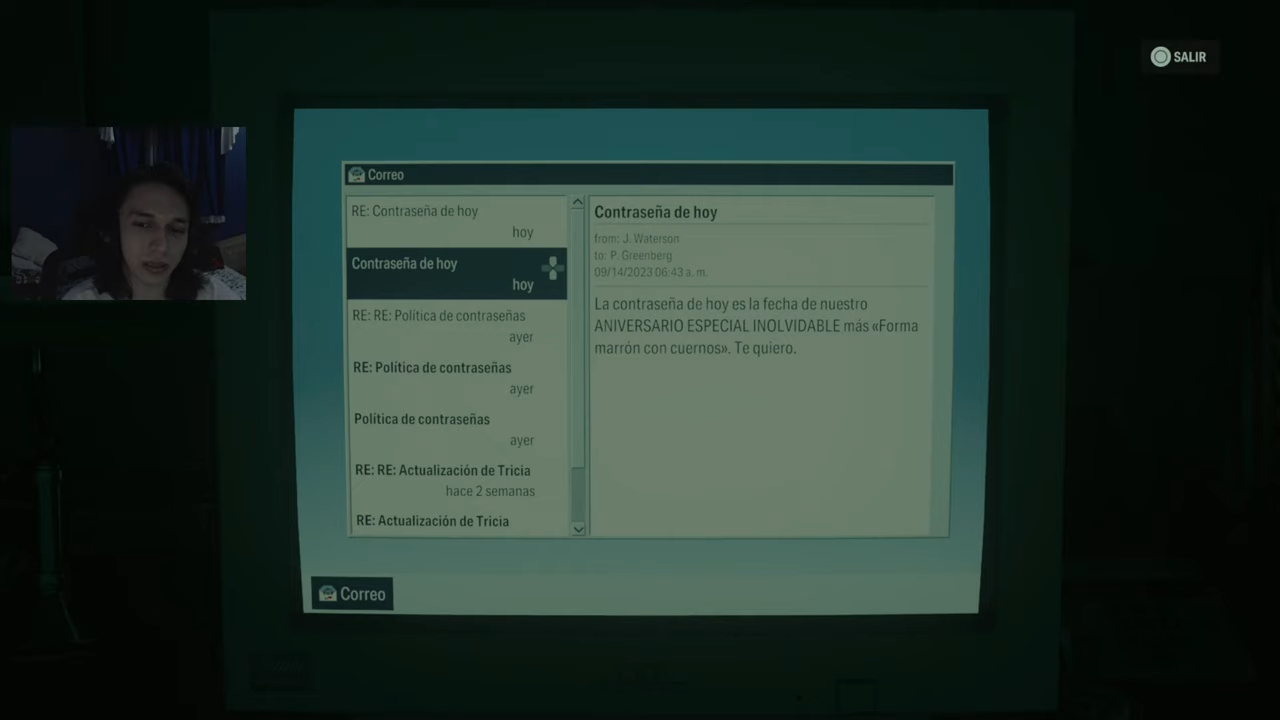 SALIR
Correo
RE: Contraseña de hoy
hoy
Contraseña de hoy
hoy
RE: RE: Política de contraseñas
ayer
RE: Política de contraseñas
ayer
Política de contraseñas
ayer
RE: RE: Actualización de Tricia
hace 2 semanas
RE: Actualización de Tricia
Contraseña de hoy
from: J. Waterson
to: P. Greenberg
09/14/2023 06:43 a. m.
La contraseña de hoy es la fecha de nuestro
ANIVERSARIO ESPECIAL INOLVIDABLE más «Forma
marrón con cuernos». Te quiero.
Correo